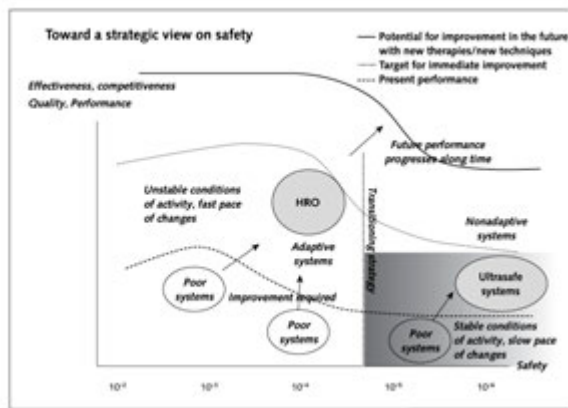 Toward a strategic view on safety
Potential for improvement in the future
with new therapies/new techniques
Target for immediate improvement
Present performance
Effectiveness, competitiveness
Quality, Performance
Future performance
progresses along time
Unstable conditions
of activity, fast pace
of changes
HRO
Adaptive
systems
Transitioning
strategy
Nonadaptive
systems
Ultrasafe
systems
Poor
systems
Improvement required
Poor
systems
Poor
systems
Stable conditions
of activity, slow pace
of changes
Safety